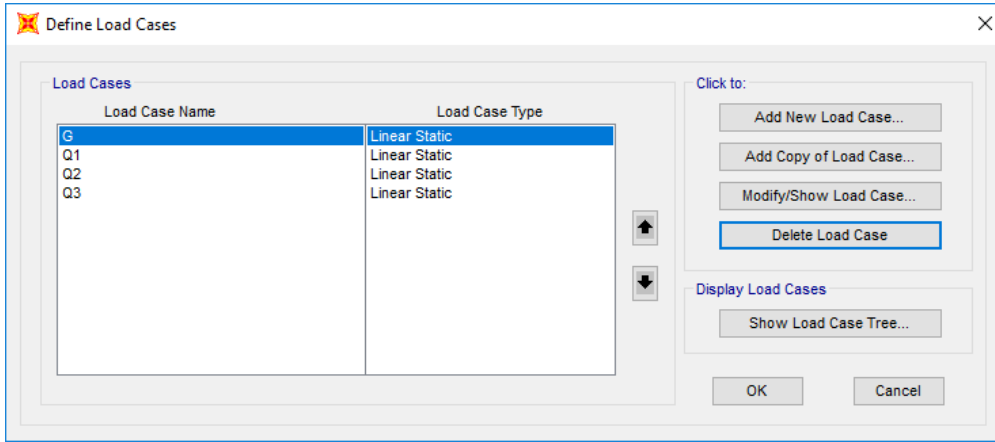 Define Load Cases
Load Cases
Load Case Name
Load Case Type
G
Linear Static
Q1
Linear Static
Q2
Linear Static
Q3
Linear Static
Click to:
Add New Load Case...
Add Copy of Load Case...
Modify/Show Load Case...
Delete Load Case
Display Load Cases
Show Load Case Tree...
OK
Cancel